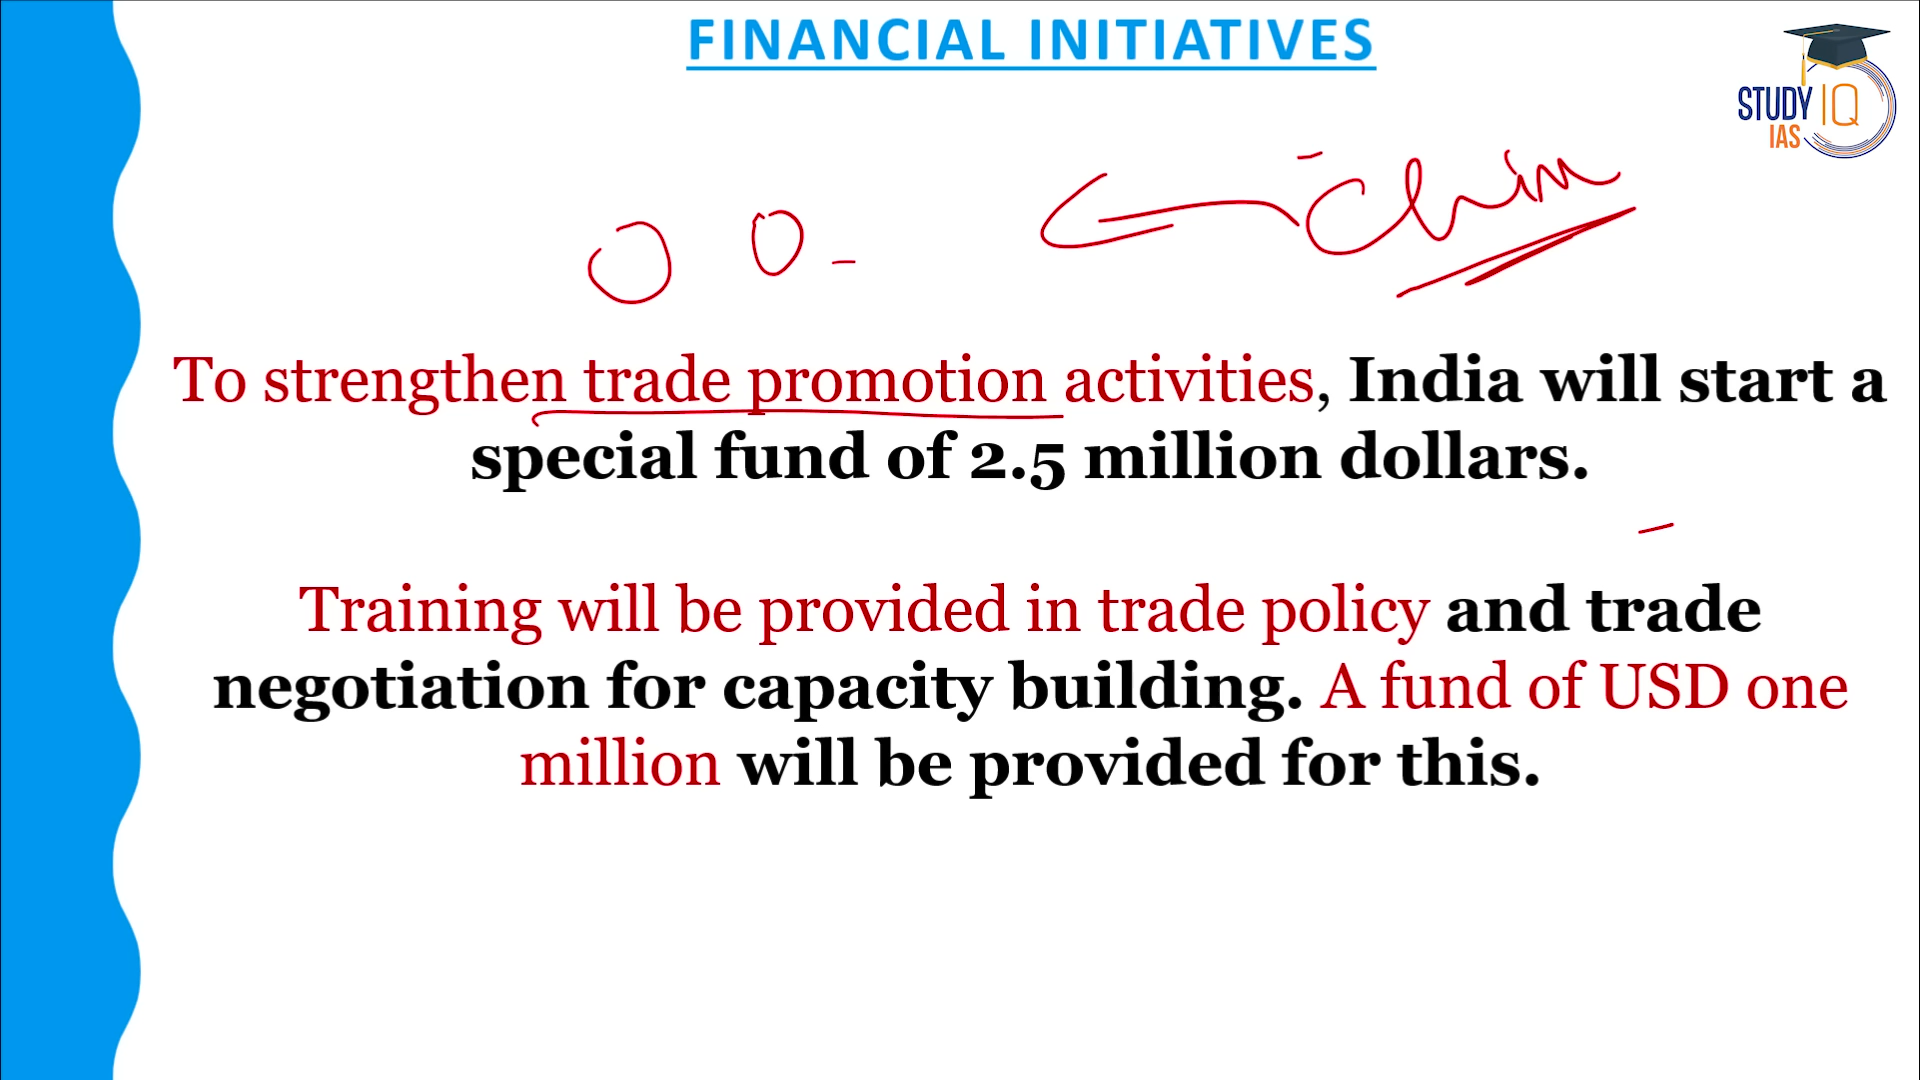 FINANCIAL INITIATIVES
STUDY IQ
IAS
To strengthen trade promotion activities, India will start a
special fund of 2.5 million dollars.
Training will be provided in trade policy and trade
negotiation for capacity building. A fund of USD one
million will be provided for this.